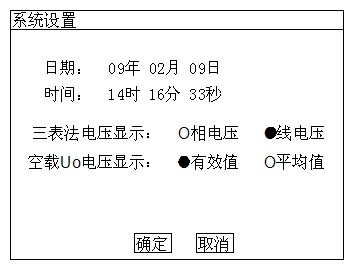 系统设置
日期： 09年 02月 09日
时间： 14时 16分 33秒
三表法电压显示： O相电压 ●线电压
空载Uo电压显示： ●有效值 O平均值
确定 取消